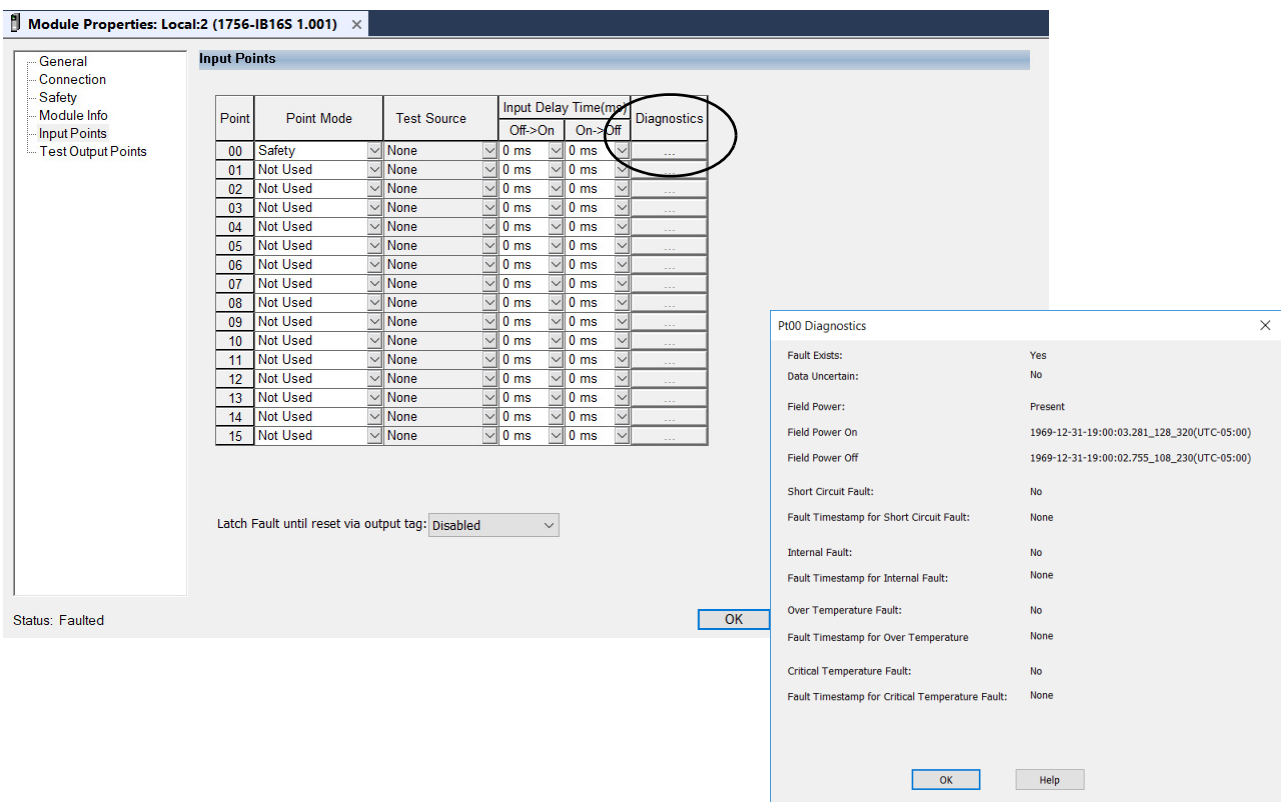 Module Properties: Local:2 (1756-IB16S 1.001) ×
General
Connection
Safety
Module Info
Input Points
Test Output Points
Input Points
Point Point Mode Test Source Input Delay Time(ms) Diagnostics
Off->On On->Off
00 Safety None 0 ms 0 ms ...
01 Not Used None 0 ms 0 ms ...
02 Not Used None 0 ms 0 ms ...
03 Not Used None 0 ms 0 ms ...
04 Not Used None 0 ms 0 ms ...
05 Not Used None 0 ms 0 ms ...
06 Not Used None 0 ms 0 ms ...
07 Not Used None 0 ms 0 ms ...
08 Not Used None 0 ms 0 ms ...
09 Not Used None 0 ms 0 ms ...
10 Not Used None 0 ms 0 ms ...
11 Not Used None 0 ms 0 ms ...
12 Not Used None 0 ms 0 ms ...
13 Not Used None 0 ms 0 ms ...
14 Not Used None 0 ms 0 ms ...
15 Not Used None 0 ms 0 ms ...
Latch Fault until reset via output tag: Disabled
Status: Faulted
OK
Pt00 Diagnostics
Fault Exists: Yes
Data Uncertain: No
Field Power: Present
Field Power On 1969-12-31-19:00:03.281_128_320(UTC-05:00)
Field Power Off 1969-12-31-19:00:02.755_108_230(UTC-05:00)
Short Circuit Fault: No
Fault Timestamp for Short Circuit Fault: None
Internal Fault: No
Fault Timestamp for Internal Fault: None
Over Temperature Fault: No
Fault Timestamp for Over Temperature None
Critical Temperature Fault: No
Fault Timestamp for Critical Temperature Fault: None
OK Help